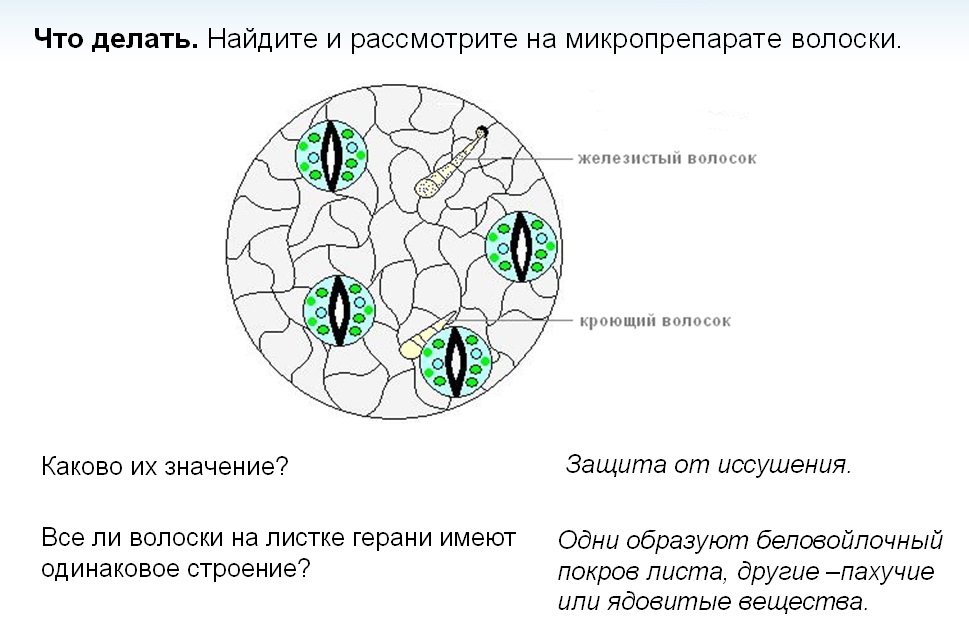 Что делать. Найдите и рассмотрите на микропрепарате волоски.
железистый волосок
кроющий волосок
Каково их значение?
Защита от иссушения.
Все ли волоски на листке герани имеют
одинаковое строение?
Одни образуют беловойлочный
покров листа, другие –пахучие
или ядовитые вещества.